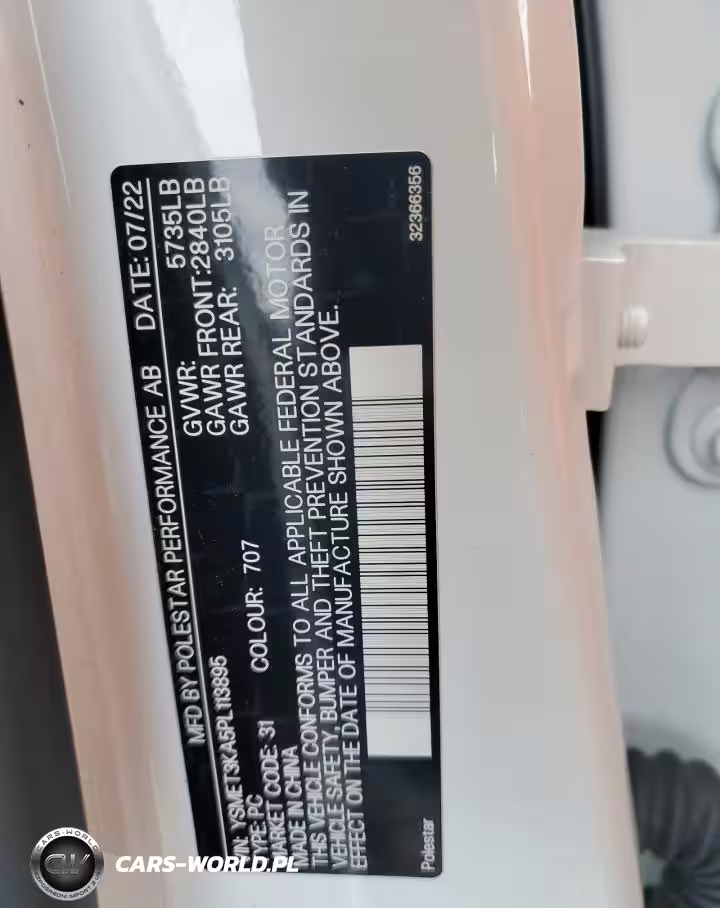 MFD BY POLESTAR PERFORMANCE AB DATE: 07/22
GVWR: 5735LB
GAWR FRONT: 2840LB
GAWR REAR: 3105LB
VIN: YSMET3KA5PL113895
TYPE: PC
MARKET CODE: 31 COLOUR: 707
MADE IN CHINA
THIS VEHICLE CONFORMS TO ALL APPLICABLE FEDERAL MOTOR
VEHICLE SAFETY, BUMPER AND THEFT PREVENTION STANDARDS IN
EFFECT ON THE DATE OF MANUFACTURE SHOWN ABOVE.
Polestar 32366356
CARS-WORLD
CW
CARS-WORLD.PL